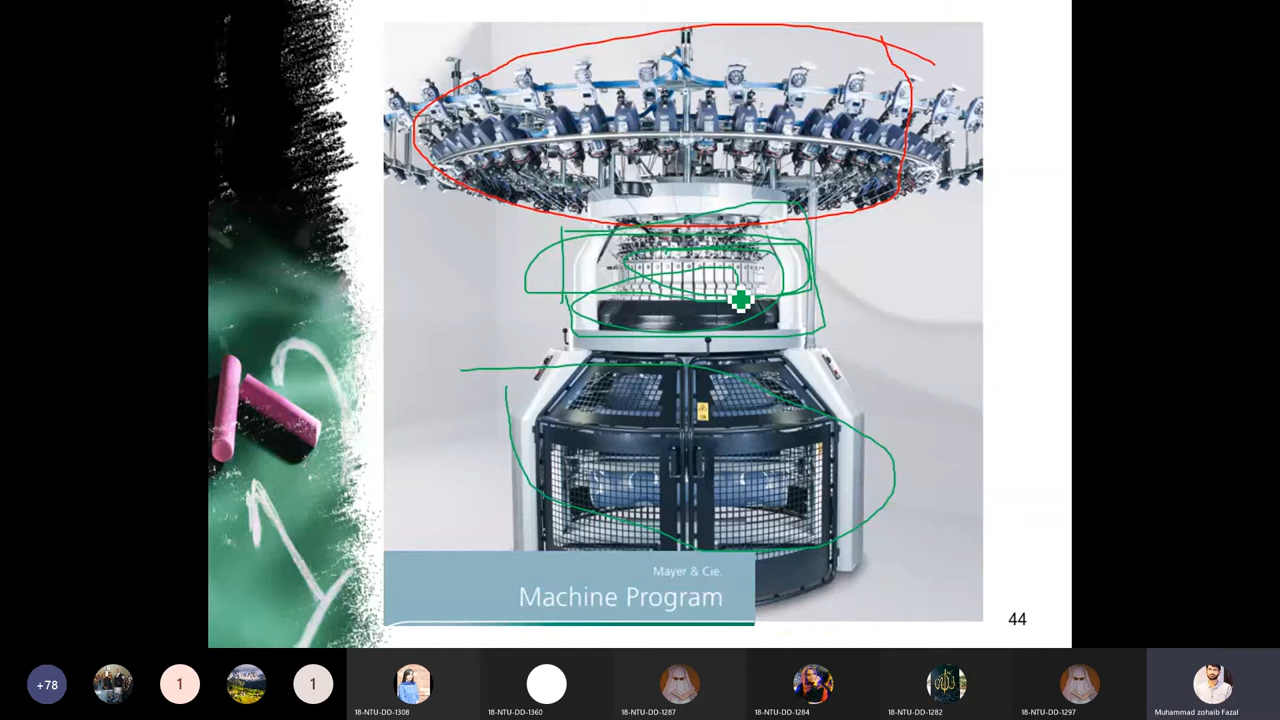 Mayer & Cie.
Machine Program
44
+78
1
1
18-NTU-DD-1308
18-NTU-DD-1360
18-NTU-DD-1287
18-NTU-DD-1284
18-NTU-DD-1282
18-NTU-DD-1297
Muhammad zohaib Fazal